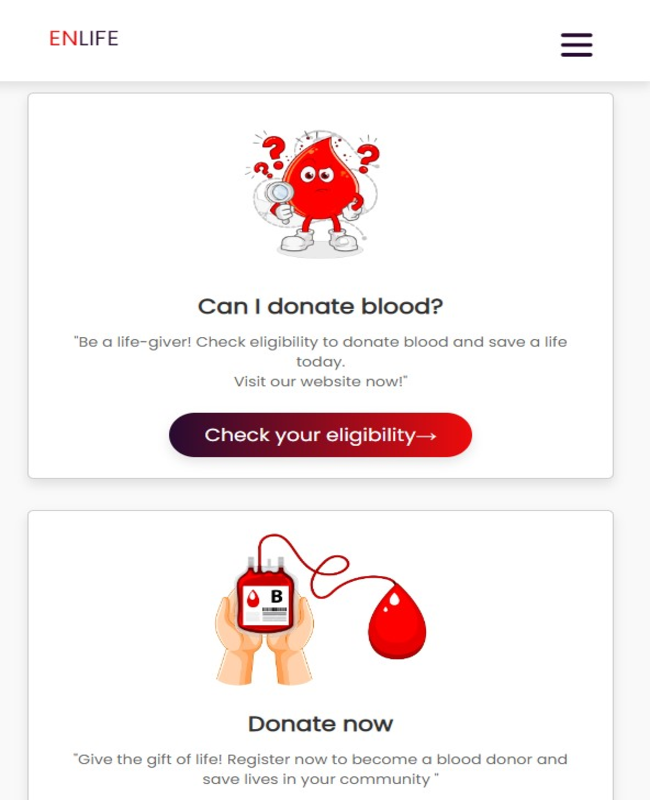 ENLIFE
? ? ?
Can I donate blood?
"Be a life-giver! Check eligibility to donate blood and save a life
today.
Visit our website now!"
Check your eligibility→
B
Donate now
"Give the gift of life! Register now to become a blood donor and
save lives in your community "